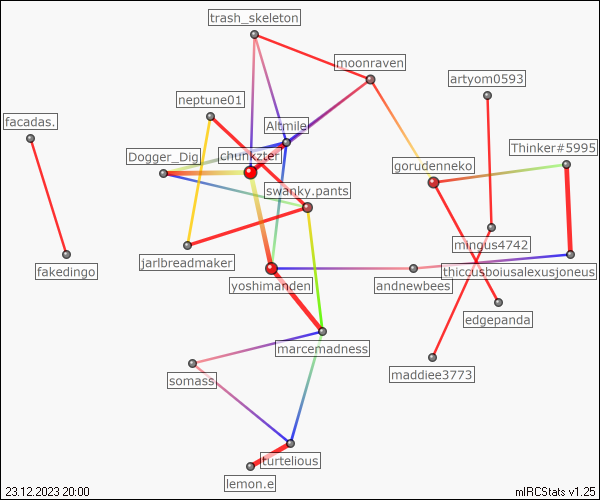 trash_skeleton
moonraven
artyom0593
neptune01
facadas.
Altmile
Thinker#5995
Dogger_Dig
chunkzter
gorudenneko
swanky.pants
mingus4742
jarlbreadmaker
fakedingo
thiccusboiusalexusjoneus
yoshimanden
andnewbees
edgepanda
marcemadness
somass
maddiee3773
turtelious
lemon.e
23.12.2023 20:00
mIRCStats v1.25